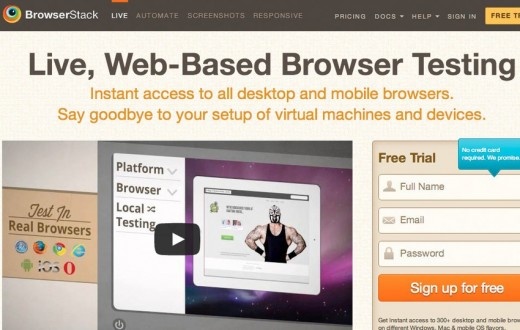 BrowserStack LIVE AUTOMATE SCREENSHOTS RESPONSIVE PRICING DOCS HELP SIGN IN FREE TR
Live, Web-Based Browser Testing
Instant access to all desktop and mobile browsers.
Say goodbye to your setup of virtual machines and devices.
Test In
Real Browsers
iOS
Platform
Browser
Local
Testing
No credit card
required. We promise.
Free Trial
Full Name
Email
Password
Sign up for free
Get instant access to 300+ desktop and mobile brow
on different Windows, Mac & mobile OS flavors.